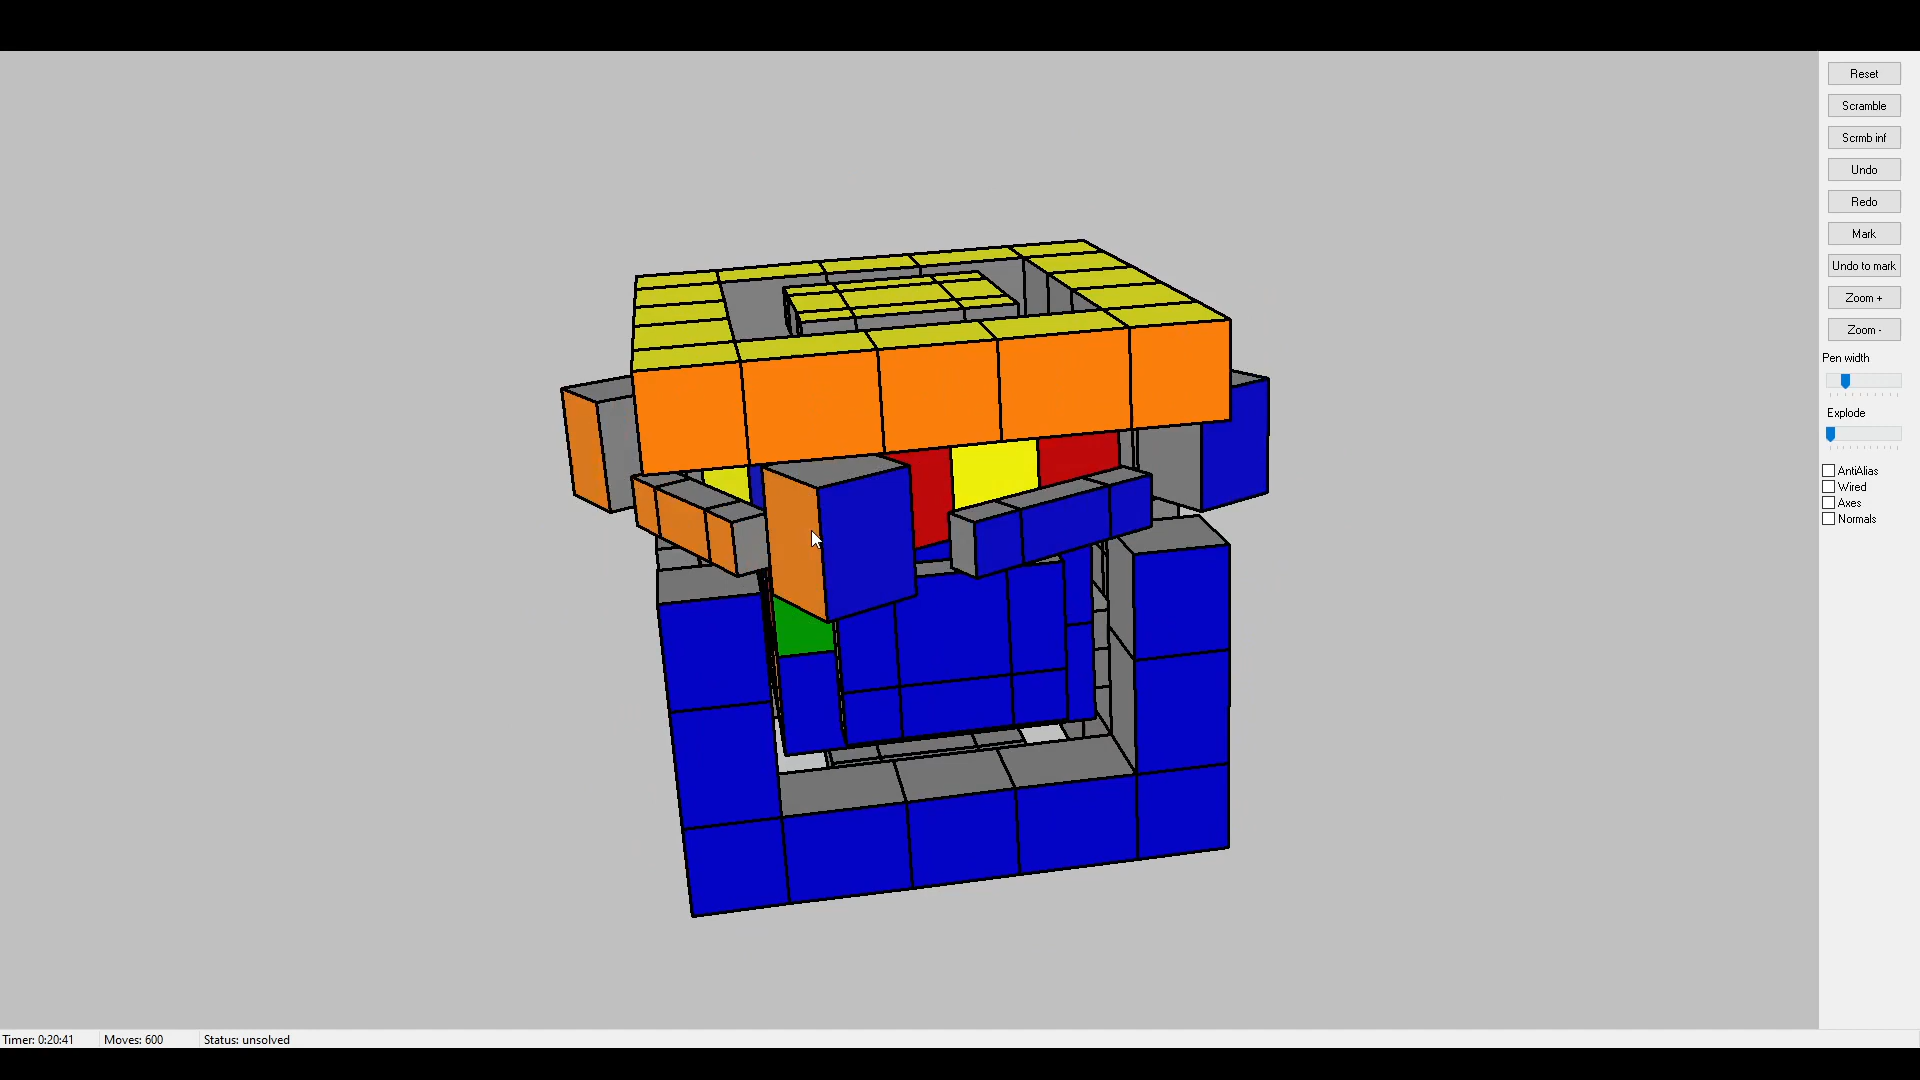 Reset
Scramble
Scrmb inf
Undo
Redo
Mark
Undo to mark
Zoom +
Zoom -
Pen width
Explode
AntiAlias
Wired
Axes
Normals
Timer: 0:20:41 Moves: 600 Status: unsolved